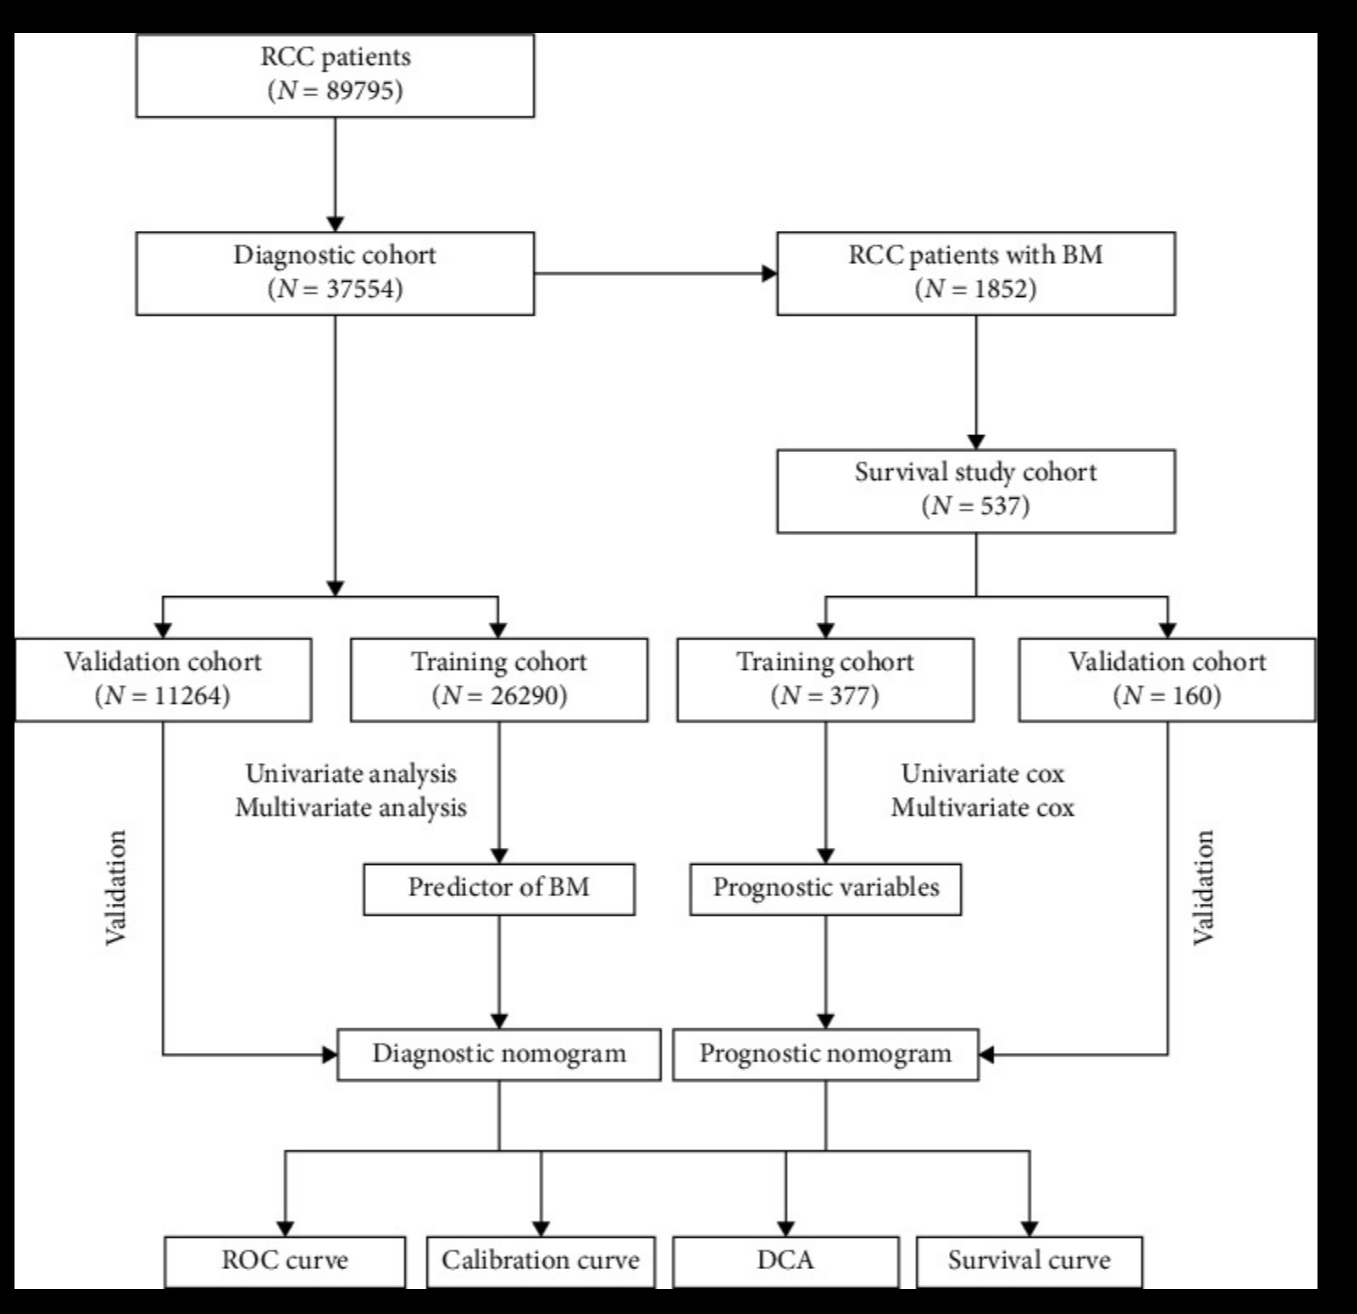 RCC patients
(N = 89795)
Diagnostic cohort
(N = 37554)
RCC patients with BM
(N = 1852)
Survival study cohort
(N = 537)
Validation cohort
(N = 11264)
Training cohort
(N = 26290)
Training cohort
(N = 377)
Validation cohort
(N = 160)
Univariate analysis
Multivariate analysis
Univariate cox
Multivariate cox
Validation
Predictor of BM
Prognostic variables
Validation
Diagnostic nomogram
Prognostic nomogram
ROC curve
Calibration curve
DCA
Survival curve